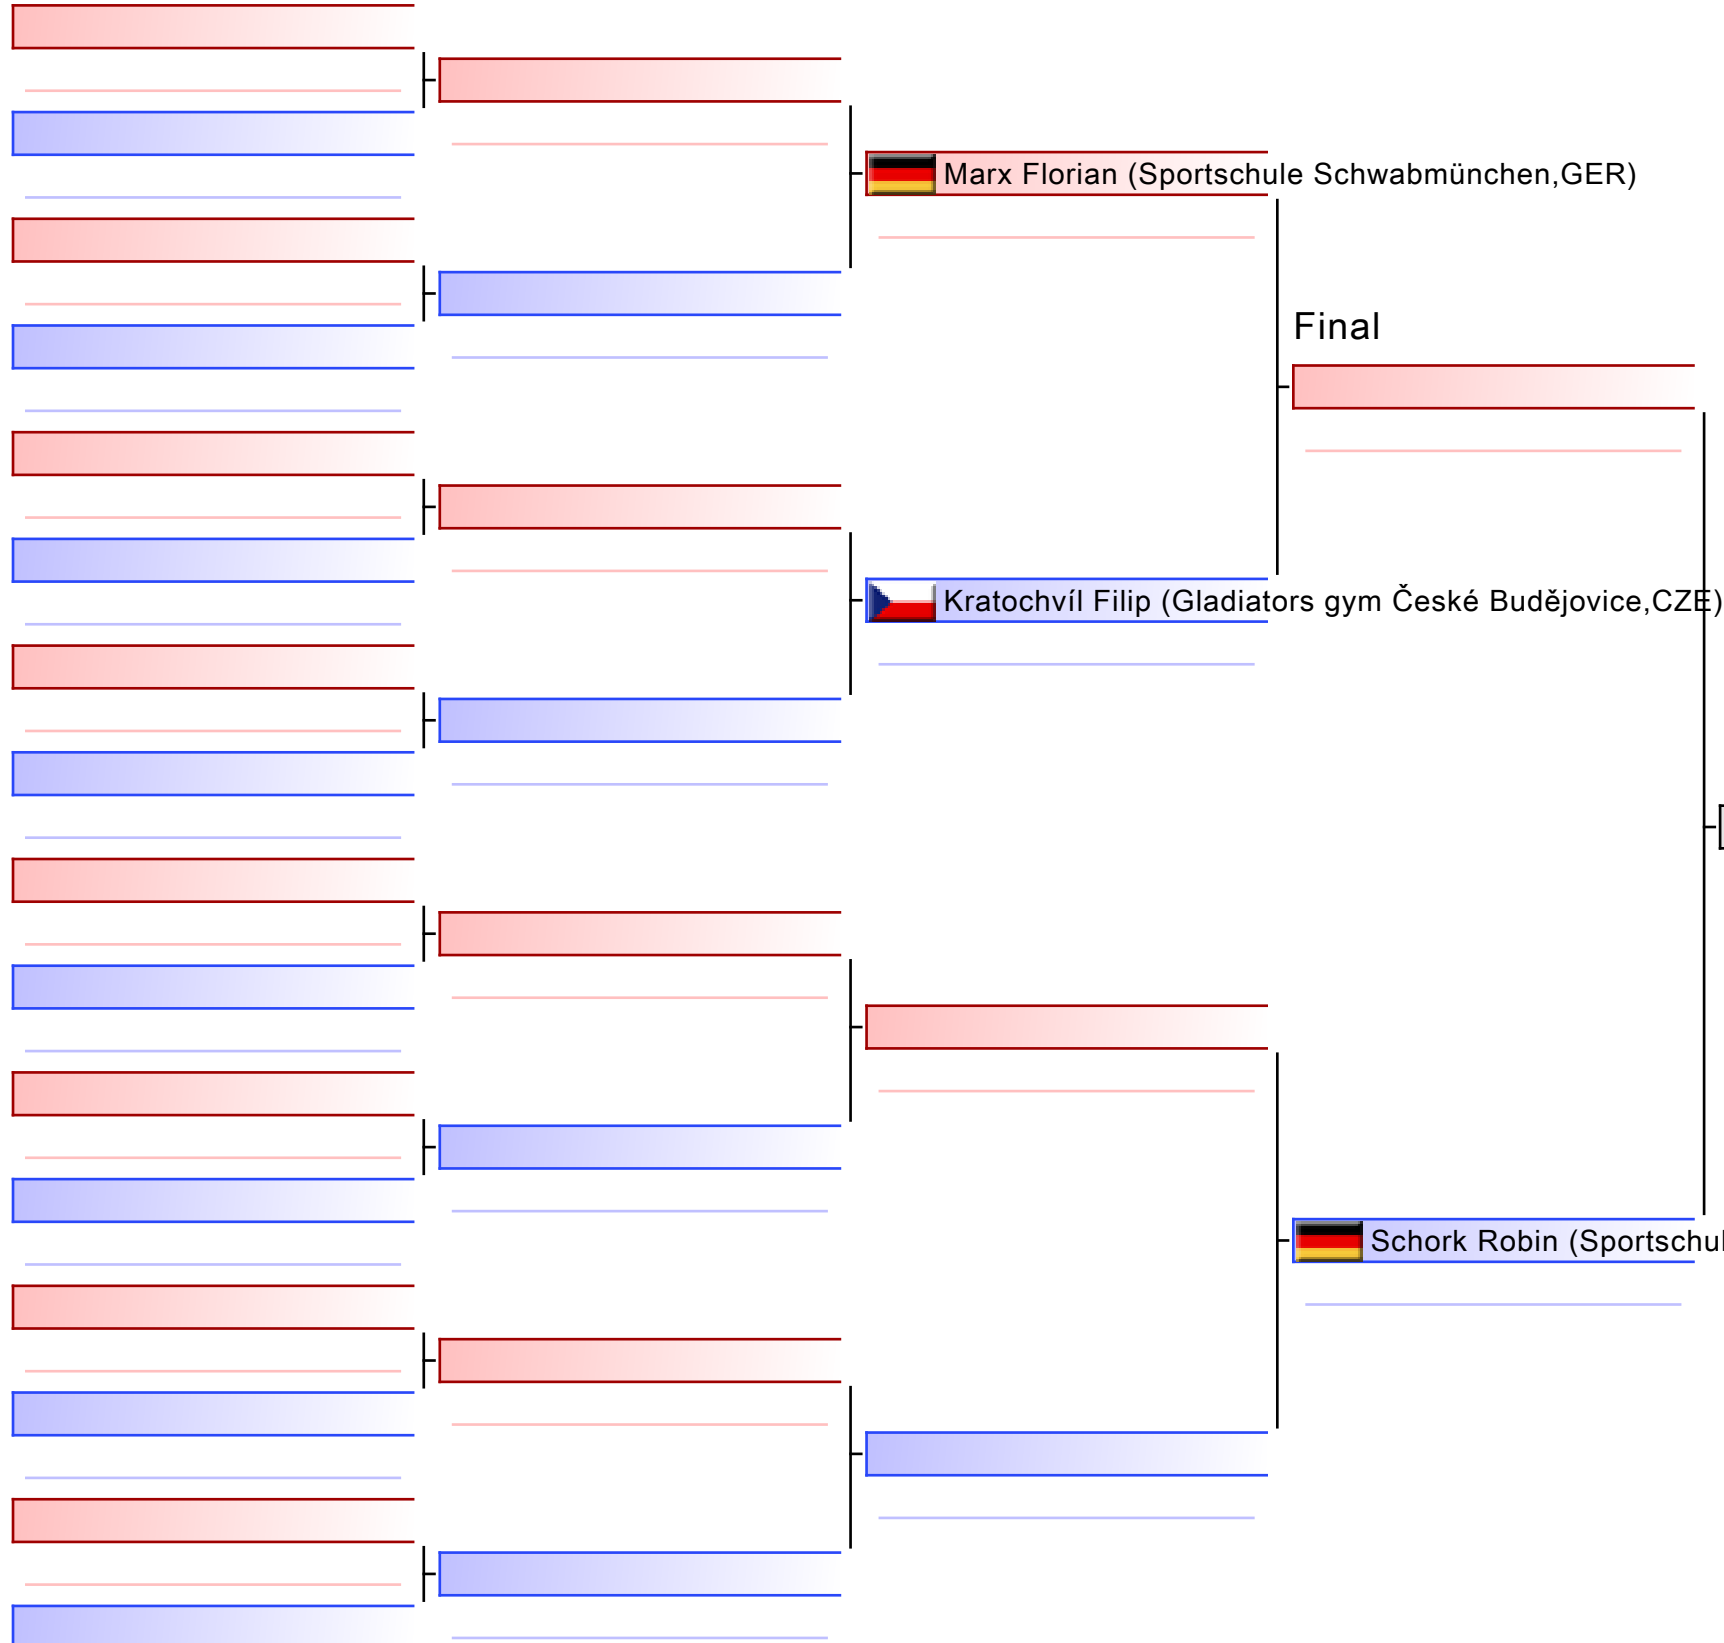 Marx Florian (Sportschule Schwabmünchen,GER)
Final
Kratochvíl Filip (Gladiators gym České Budějovice,CZE)
Schork Robin (Sportschul